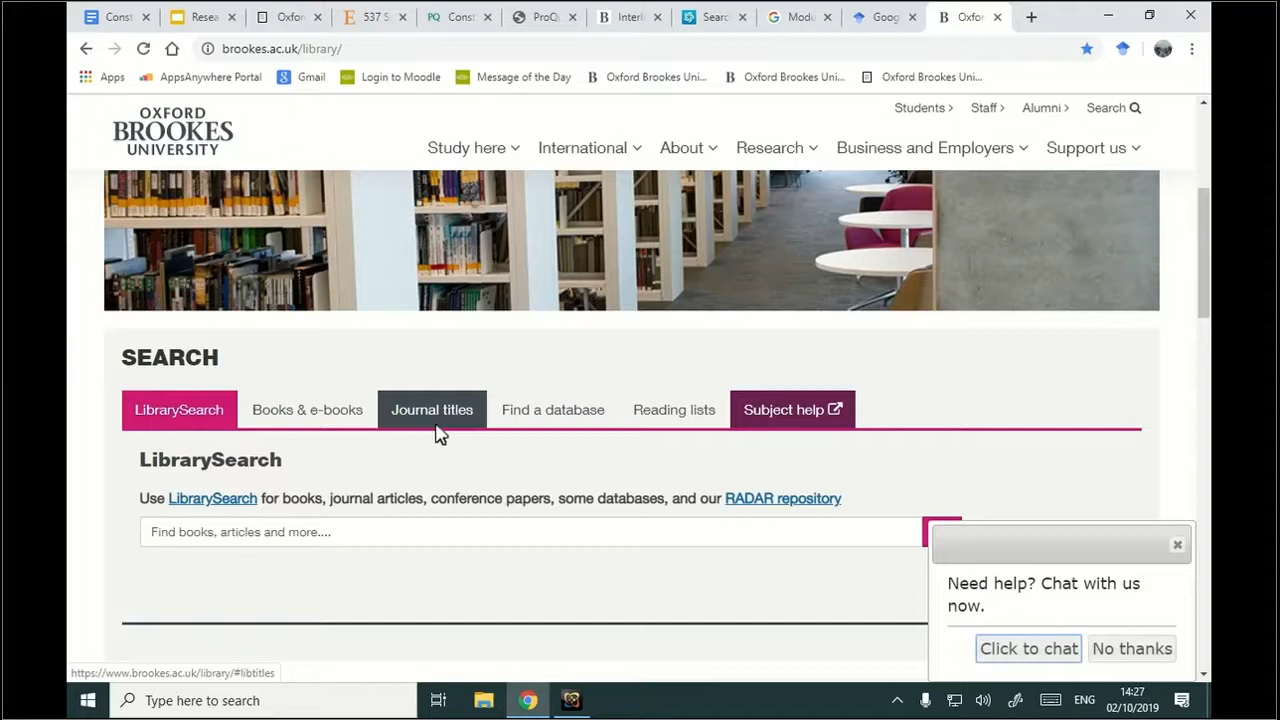 Const
Resea
Oxfor
537 S
Const
ProQ
Interl
Search
Modu
Goog
Oxfor
brookes.ac.uk/library/
Apps
AppsAnywhere Portal
Gmail
Login to Moodle
Message of the Day
Oxford Brookes Uni...
Oxford Brookes Uni...
Oxford Brookes Uni...
Students
Staff
Alumni
Search
OXFORD
BROOKES
UNIVERSITY
Study here
International
About
Research
Business and Employers
Support us
SEARCH
LibrarySearch
Books & e-books
Journal titles
Find a database
Reading lists
Subject help
LibrarySearch
Use LibrarySearch for books, journal articles, conference papers, some databases, and our RADAR repository
Find books, articles and more....
Need help? Chat with us
now.
Click to chat
No thanks
https://www.brookes.ac.uk/library/#libtitles
Type here to search
ENG
14:27
02/10/2019